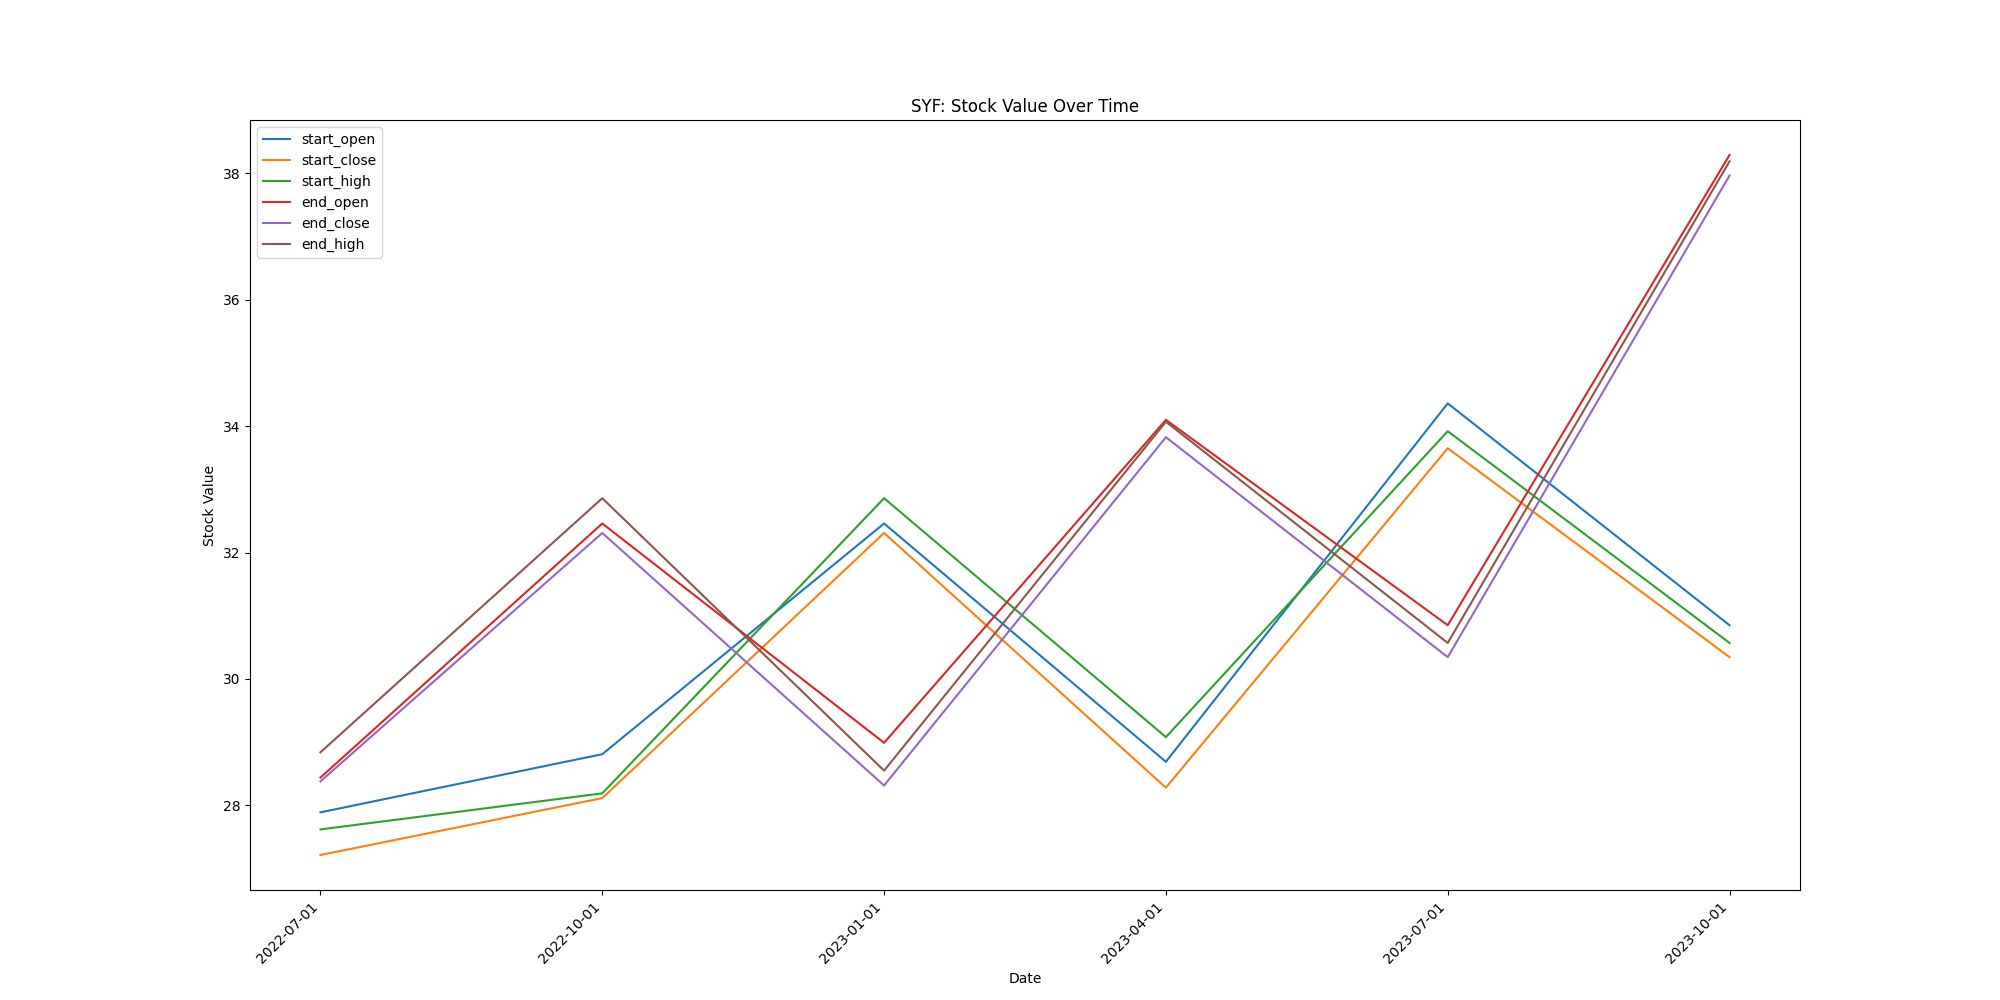 SYF: Stock Value Over Time
start_open
start_close
start_high
end_open
end_close
end_high
38
36
34
32
30
28
Stock Value
2022-07-01
2022-10-01
2023-01-01
2023-04-01
2023-07-01
2023-10-01
Date